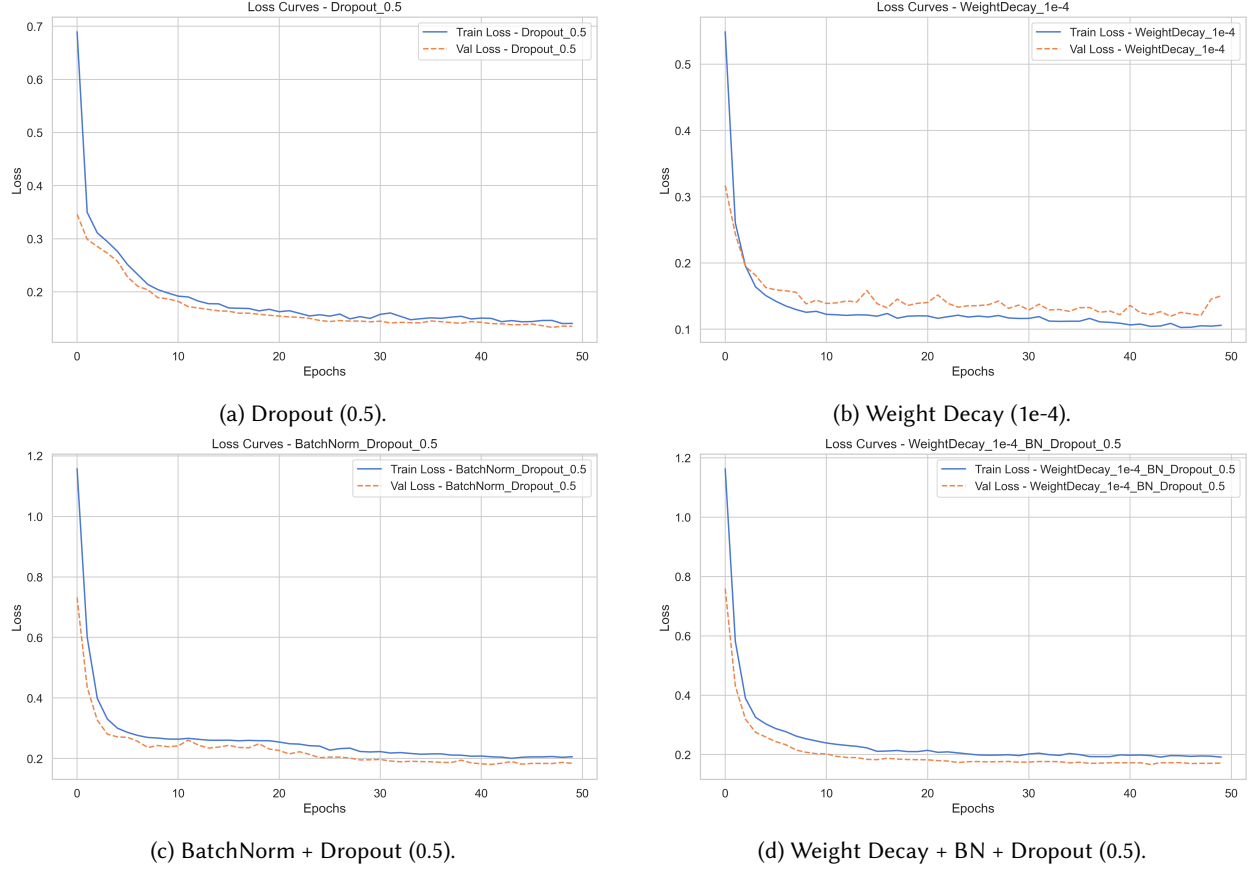 Loss Curves - Dropout_0.5
Train Loss - Dropout_0.5
Val Loss - Dropout_0.5
0.7
0.6
0.5
0.4
0.3
0.2
Loss
0 10 20 30 40 50
Epochs
(a) Dropout (0.5).
Loss Curves - WeightDecay_1e-4
Train Loss - WeightDecay_1e-4
Val Loss - WeightDecay_1e-4
0.5
0.4
0.3
0.2
0.1
Loss
0 10 20 30 40 50
Epochs
(b) Weight Decay (1e-4).
Loss Curves - BatchNorm_Dropout_0.5
Train Loss - BatchNorm_Dropout_0.5
Val Loss - BatchNorm_Dropout_0.5
1.2
1.0
0.8
0.6
0.4
0.2
Loss
0 10 20 30 40 50
Epochs
(c) BatchNorm + Dropout (0.5).
Loss Curves - WeightDecay_1e-4_BN_Dropout_0.5
Train Loss - WeightDecay_1e-4_BN_Dropout_0.5
Val Loss - WeightDecay_1e-4_BN_Dropout_0.5
1.2
1.0
0.8
0.6
0.4
0.2
Loss
0 10 20 30 40 50
Epochs
(d) Weight Decay + BN + Dropout (0.5).